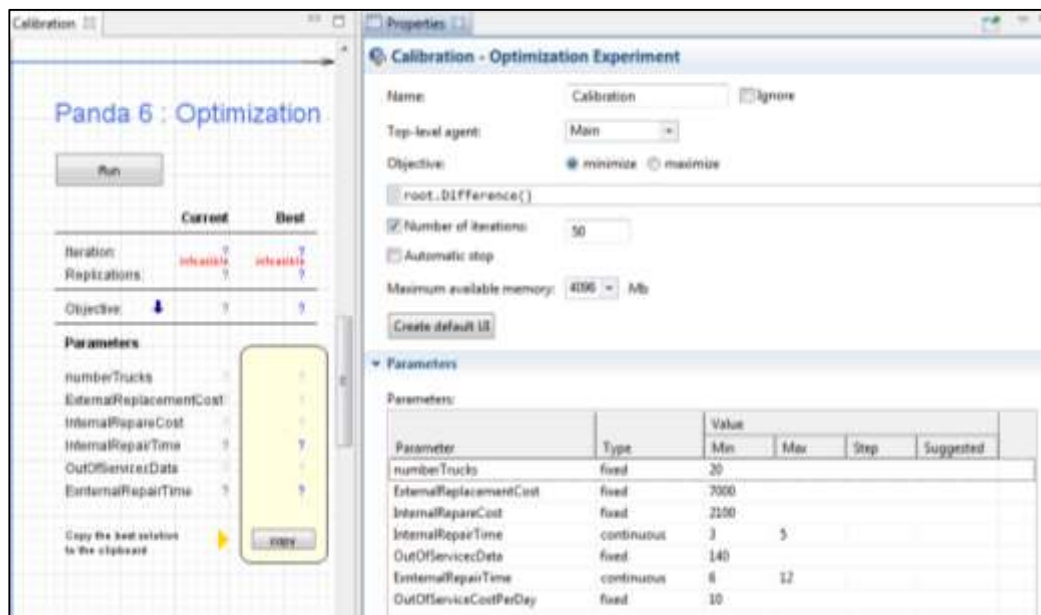 Calibration
Panda 6 : Optimization
Run
Current Best
Iteration: ? ?
infeasible infeasible
Replications: ? ?
Objective: ? ?
Parameters
numberTrucks
ExternalReplacementCost
InternalRepareCost
InternalRepairTime ? ?
OutOfServicecData
ExnternalRepairTime ? ?
Copy the best solution
to the clipboard
copy
Properties
Calibration - Optimization Experiment
Name: Calibration Ignore
Top-level agent: Main
Objective: minimize maximize
root.Difference()
Number of iterations: 50
Automatic stop
Maximum available memory: 4096 Mb
Create default UI
Parameters
Parameters:
Value
Parameter Type Min Max Step Suggested
numberTrucks fixed 20
ExternalReplacementCost fixed 7000
InternalRepareCost fixed 2100
InternalRepairTime continuous 3 5
OutOfServicecData fixed 140
ExnternalRepairTime continuous 6 12
OutOfServiceCostPerDay fixed 10